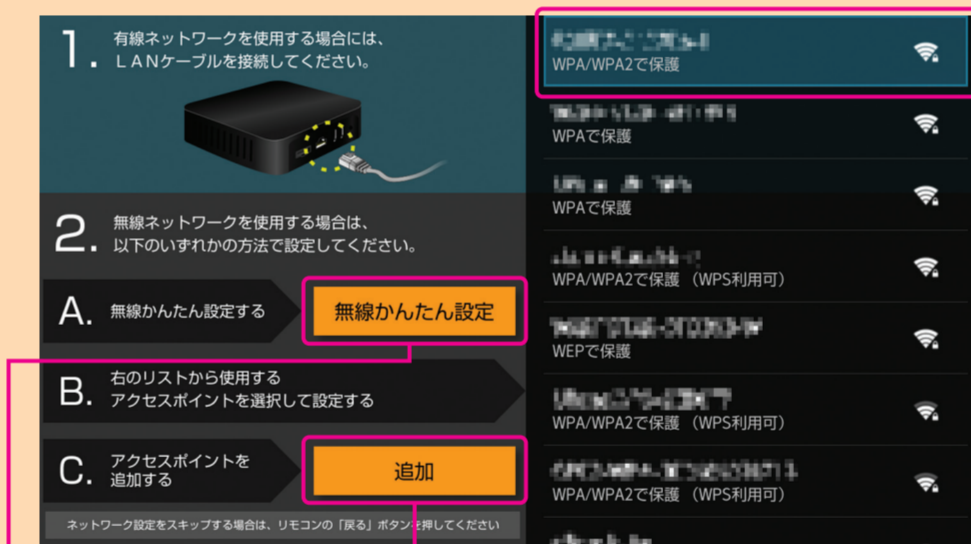 1.
有線ネットワークを使用する場合には、
ＬＡＮケーブルを接続してください。
2.
無線ネットワークを使用する場合は、
以下のいずれかの方法で設定してください。
A.
無線かんたん設定する
無線かんたん設定
B.
右のリストから使用する
アクセスポイントを選択して設定する
C.
アクセスポイントを
追加する
追加
ネットワーク設定をスキップする場合は、リモコンの「戻る」ボタンを押してください
WPA/WPA2で保護
WPAで保護
WPAで保護
WPA/WPA2で保護 （WPS利用可）
WEPで保護
WPA/WPA2で保護 （WPS利用可）
WPA/WPA2で保護 （WPS利用可）